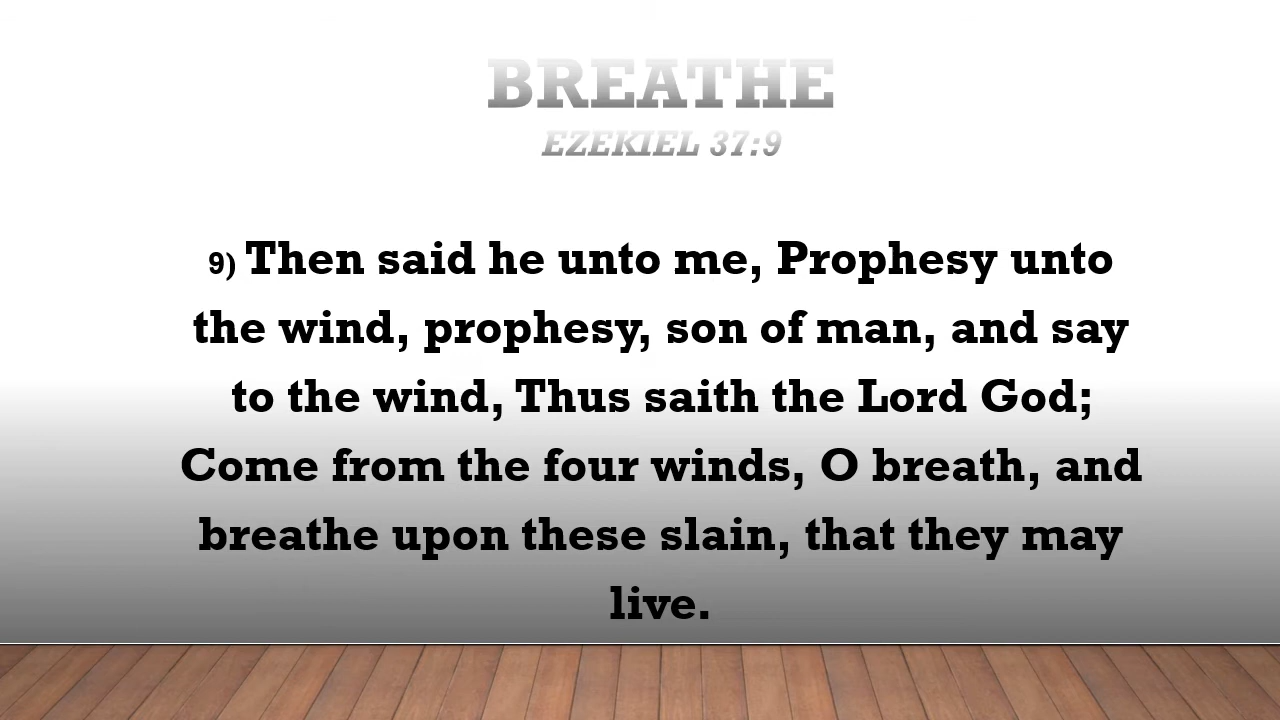 BREATHE
EZEKIEL 37:9
9) Then said he unto me, Prophesy unto
the wind, prophesy, son of man, and say
to the wind, Thus saith the Lord God;
Come from the four winds, O breath, and
breathe upon these slain, that they may
live.